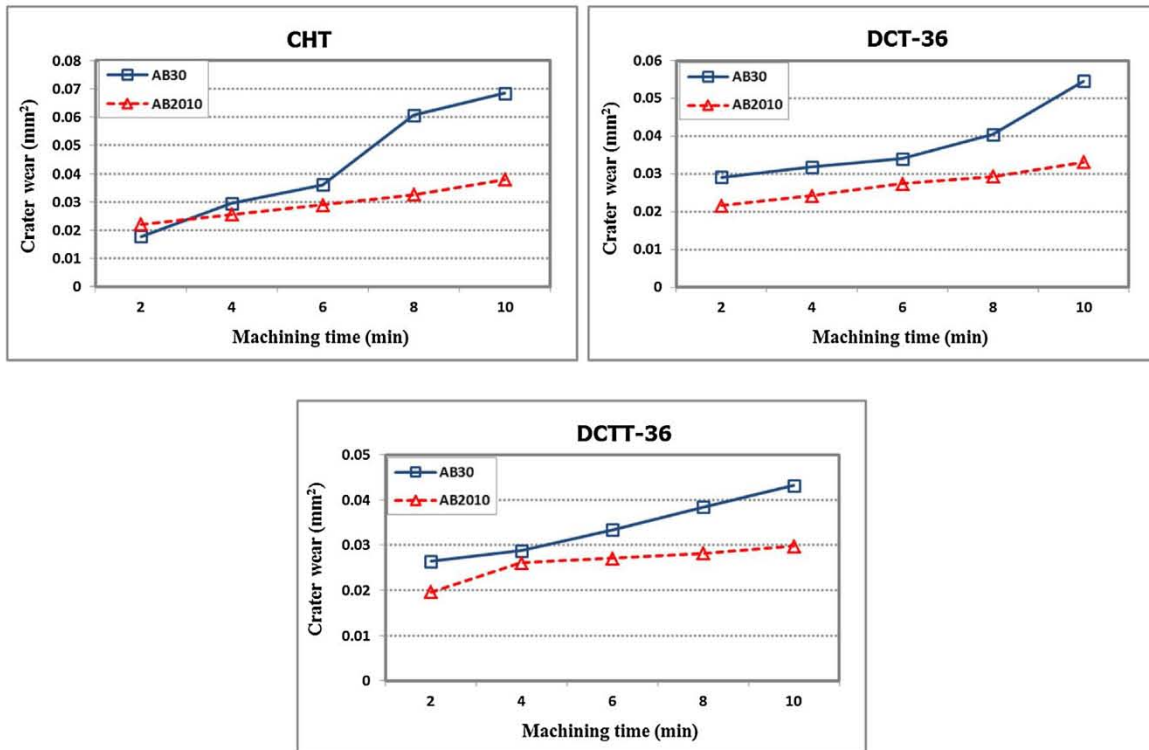 CHT
0.08
0.07
0.06
0.05
0.04
0.03
0.02
0.01
0
Crater wear (mm²)
AB30
AB2010
2 4 6 8 10
Machining time (min)
DCT-36
0.06
0.05
0.04
0.03
0.02
0.01
0
Crater wear (mm²)
AB30
AB2010
2 4 6 8 10
Machining time (min)
DCTT-36
0.05
0.04
0.03
0.02
0.01
0
Crater wear (mm²)
AB30
AB2010
2 4 6 8 10
Machining time (min)